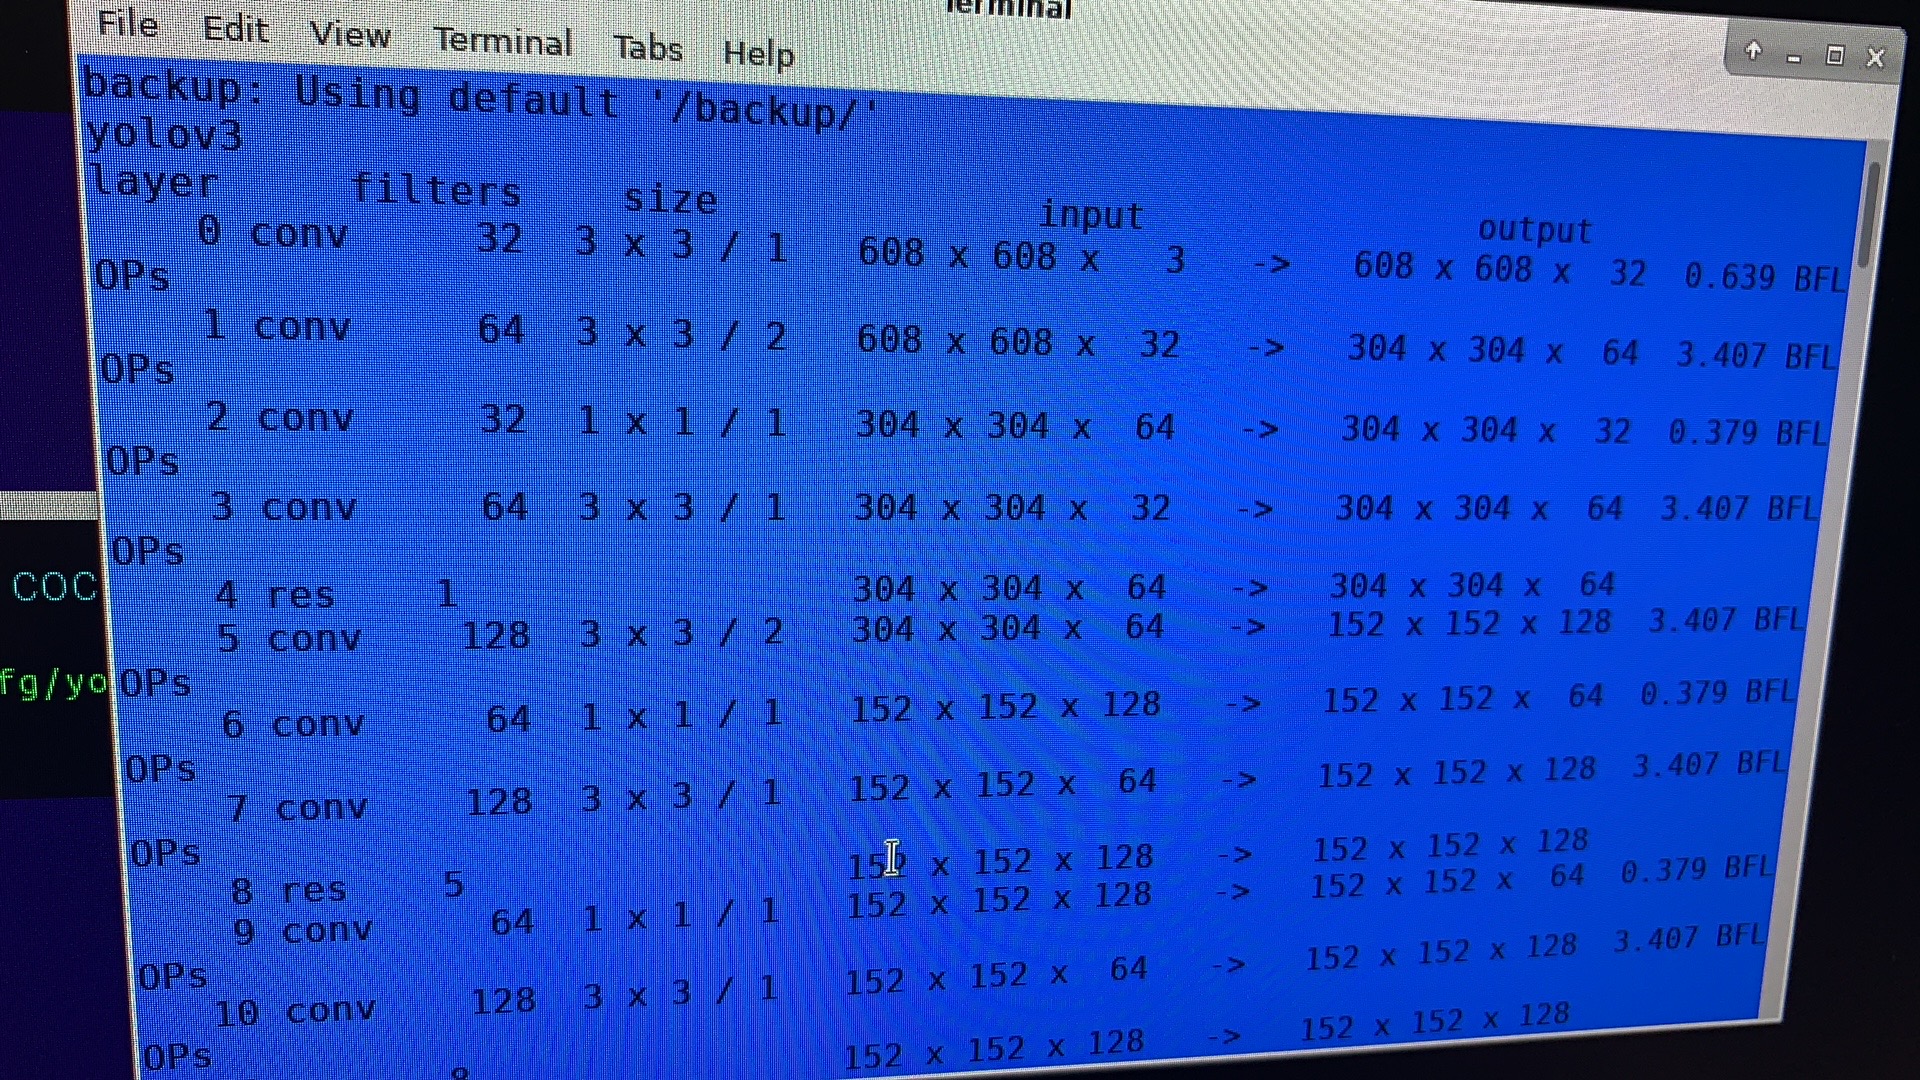 Terminal
File Edit View Terminal Tabs Help
backup: Using default '/backup/'
yolov3
layer filters size input output
0 conv 32 3 x 3 / 1 608 x 608 x 3 -> 608 x 608 x 32 0.639 BFL
OPs
1 conv 64 3 x 3 / 2 608 x 608 x 32 -> 304 x 304 x 64 3.407 BFL
OPs
2 conv 32 1 x 1 / 1 304 x 304 x 64 -> 304 x 304 x 32 0.379 BFL
OPs
3 conv 64 3 x 3 / 1 304 x 304 x 32 -> 304 x 304 x 64 3.407 BFL
OPs
4 res 1 304 x 304 x 64 -> 304 x 304 x 64
5 conv 128 3 x 3 / 2 304 x 304 x 64 -> 152 x 152 x 128 3.407 BFL
OPs
6 conv 64 1 x 1 / 1 152 x 152 x 128 -> 152 x 152 x 64 0.379 BFL
OPs
7 conv 128 3 x 3 / 1 152 x 152 x 64 -> 152 x 152 x 128 3.407 BFL
OPs
8 res 5 152 x 152 x 128 -> 152 x 152 x 128
9 conv 64 1 x 1 / 1 152 x 152 x 128 -> 152 x 152 x 64 0.379 BFL
OPs
10 conv 128 3 x 3 / 1 152 x 152 x 64 -> 152 x 152 x 128 3.407 BFL
OPs
8 152 x 152 x 128 -> 152 x 152 x 128
COC
fg/yo